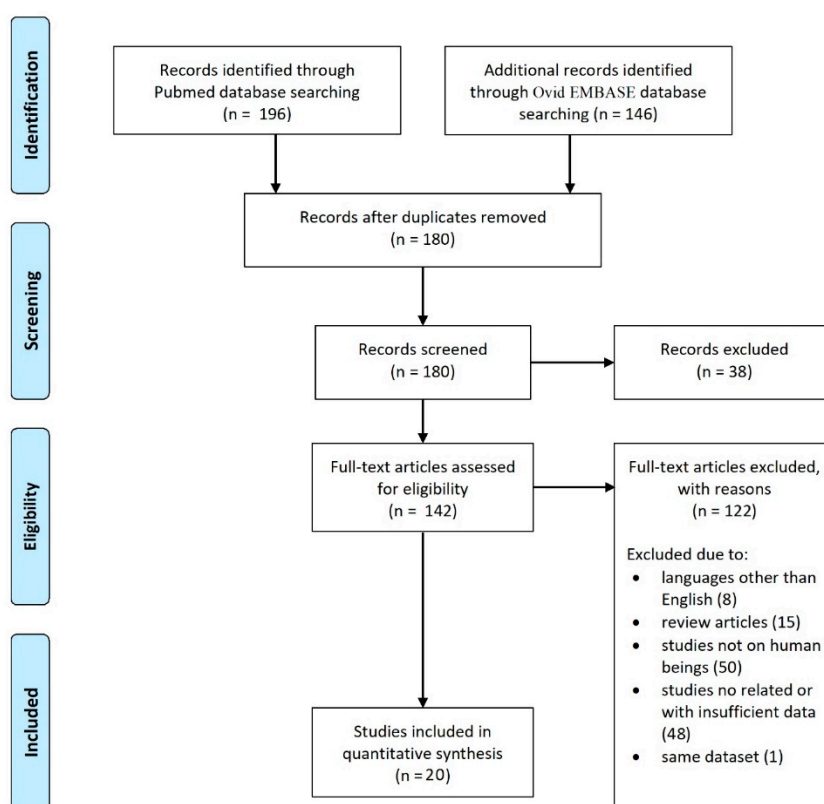 Identification
Records identified through
Pubmed database searching
(n = 196)
Additional records identified
through Ovid EMBASE database
searching (n = 146)
Records after duplicates removed
(n = 180)
Screening
Records screened
(n = 180)
Records excluded
(n = 38)
Eligibility
Full-text articles assessed
for eligibility
(n = 142)
Full-text articles excluded,
with reasons
(n = 122)
Excluded due to:
• languages other than
English (8)
• review articles (15)
• studies not on human
beings (50)
• studies no related or
with insufficient data
(48)
• same dataset (1)
Included
Studies included in
quantitative synthesis
(n = 20)